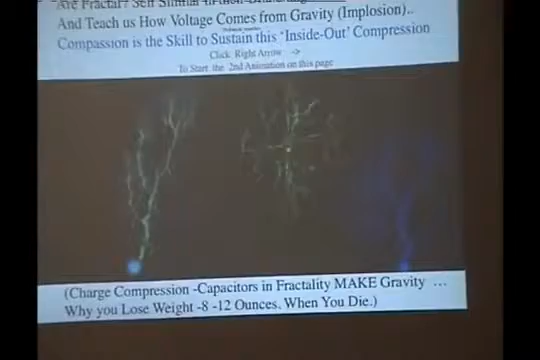 Are Fractal? Self Similar
And Teach us How Voltage Comes from Gravity (Implosion)..
Compassion is the Skill to Sustain this 'Inside-Out' Compression
Click Right Arrow ->
To Start the 2nd Animation on this page
(Charge Compression -Capacitors in Fractality MAKE Gravity ...
Why you Lose Weight -8 -12 Ounces, When You Die.)